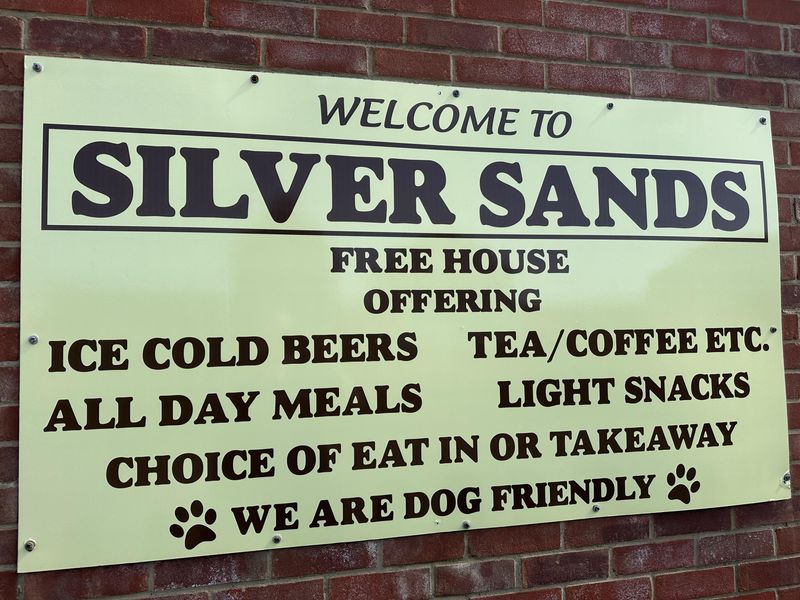 WELCOME TO
SILVER SANDS
FREE HOUSE
OFFERING
ICE COLD BEERS TEA/COFFEE ETC.
ALL DAY MEALS LIGHT SNACKS
CHOICE OF EAT IN OR TAKEAWAY
WE ARE DOG FRIENDLY